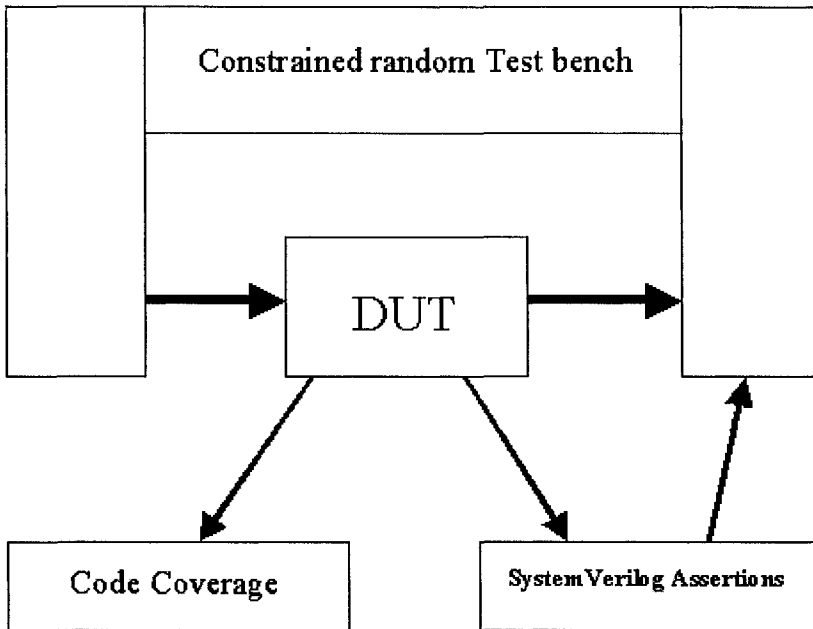 Constrained random Test bench
DUT
Code Coverage
System Verilog Assertions